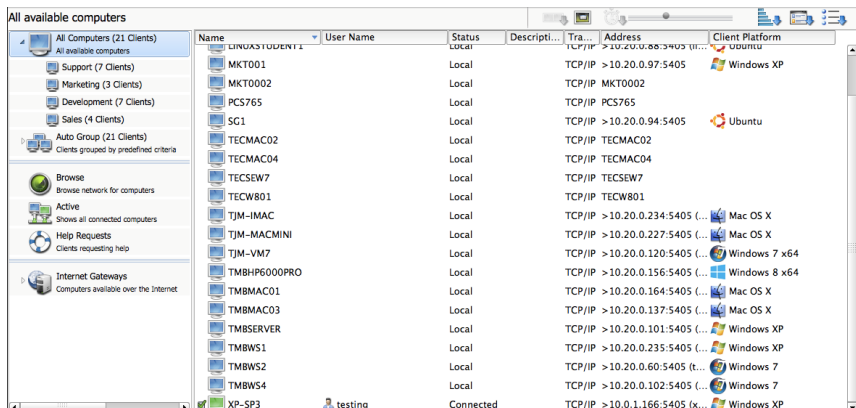 All available computers
All Computers (21 Clients)
All available computers
Support (7 Clients)
Marketing (3 Clients)
Development (7 Clients)
Sales (4 Clients)
Auto Group (21 Clients)
Clients grouped by predefined criteria
Browse
Browse network for computers
Active
Shows all connected computers
Help Requests
Clients requesting help
Internet Gateways
Computers available over the Internet
Name User Name Status Descripti... Tra... Address Client Platform
LINUXSTUDENT1 Local TCP/IP >10.20.0.88:5405 (li... Ubuntu
MKT001 Local TCP/IP >10.20.0.97:5405 Windows XP
MKT0002 Local TCP/IP MKT0002
PCS765 Local TCP/IP PCS765
SG1 Local TCP/IP >10.20.0.94:5405 Ubuntu
TECMAC02 Local TCP/IP TECMAC02
TECMAC04 Local TCP/IP TECMAC04
TECSEW7 Local TCP/IP TECSEW7
TECW801 Local TCP/IP TECW801
TJM-IMAC Local TCP/IP >10.20.0.234:5405 (... Mac OS X
TJM-MACMINI Local TCP/IP >10.20.0.227:5405 (... Mac OS X
TJM-VM7 Local TCP/IP >10.20.0.120:5405 (... Windows 7 x64
TMBHP6000PRO Local TCP/IP >10.20.0.156:5405 (... Windows 8 x64
TMBMAC01 Local TCP/IP >10.20.0.164:5405 (... Mac OS X
TMBMAC03 Local TCP/IP >10.20.0.137:5405 (... Mac OS X
TMBSERVER Local TCP/IP >10.20.0.101:5405 (... Windows XP
TMBWS1 Local TCP/IP >10.20.0.235:5405 (... Windows XP
TMBWS2 Local TCP/IP >10.20.0.60:5405 (t... Windows 7
TMBWS4 Local TCP/IP >10.20.0.102:5405 (... Windows 7
XP-SP3 testing Connected TCP/IP >10.0.1.166:5405 (x... Windows XP